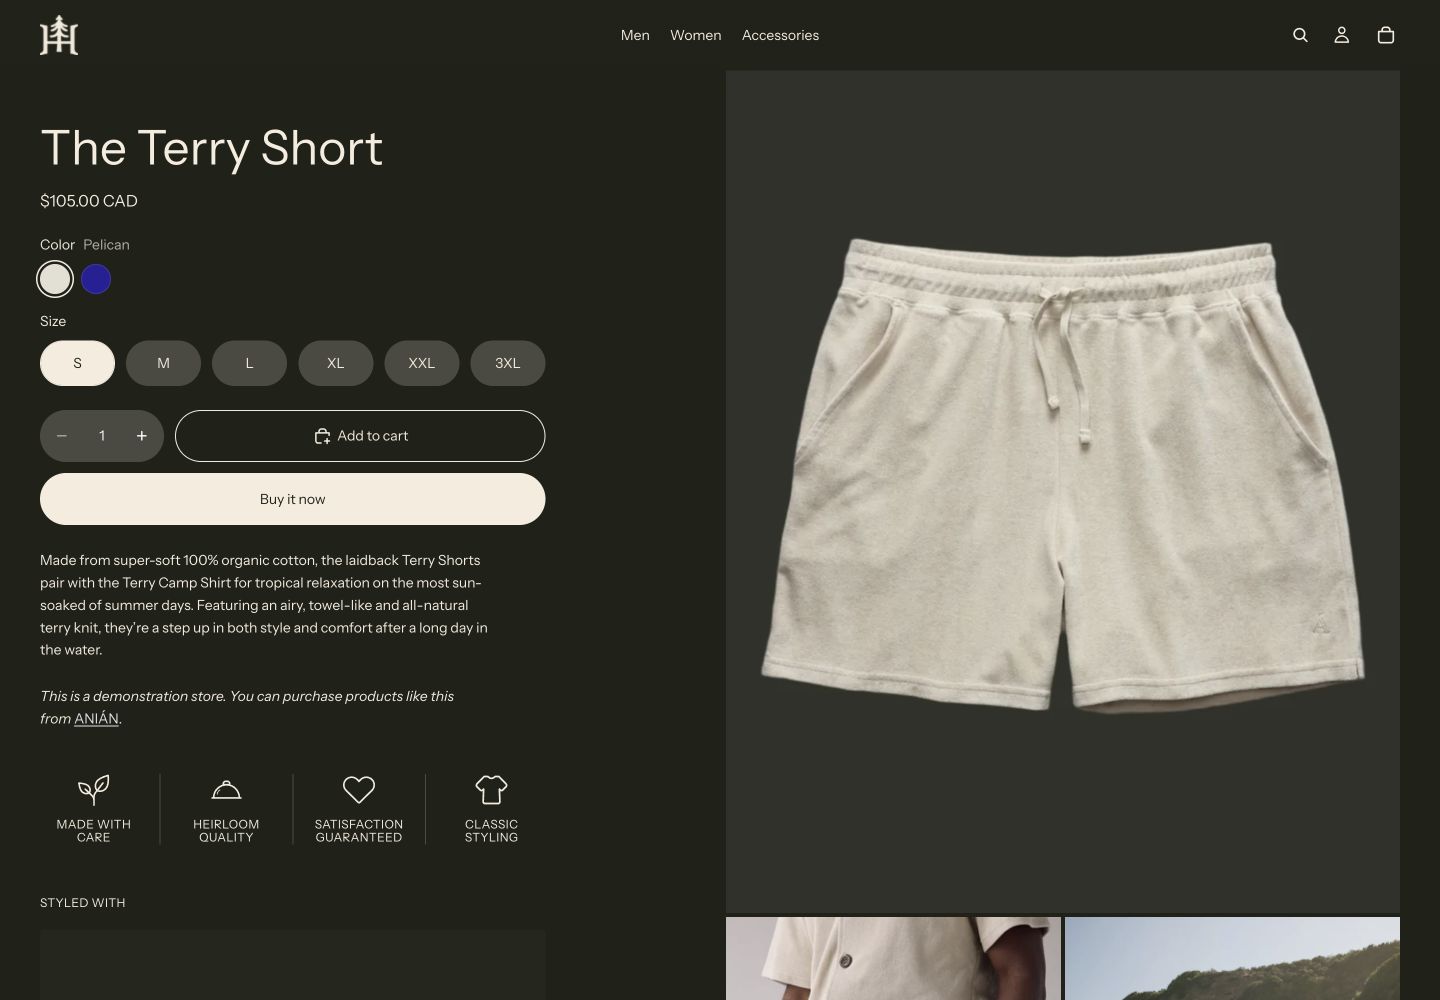 Men
Women
Accessories
The Terry Short
$105.00 CAD
Color Pelican
Size
S
M
L
XL
XXL
3XL
1
Add to cart
Buy it now
Made from super-soft 100% organic cotton, the laidback Terry Shorts
pair with the Terry Camp Shirt for tropical relaxation on the most sun-
soaked of summer days. Featuring an airy, towel-like and all-natural
terry knit, they're a step up in both style and comfort after a long day in
the water.
This is a demonstration store. You can purchase products like this
from ANIÁN.
MADE WITH
CARE
HEIRLOOM
QUALITY
SATISFACTION
GUARANTEED
CLASSIC
STYLING
STYLED WITH